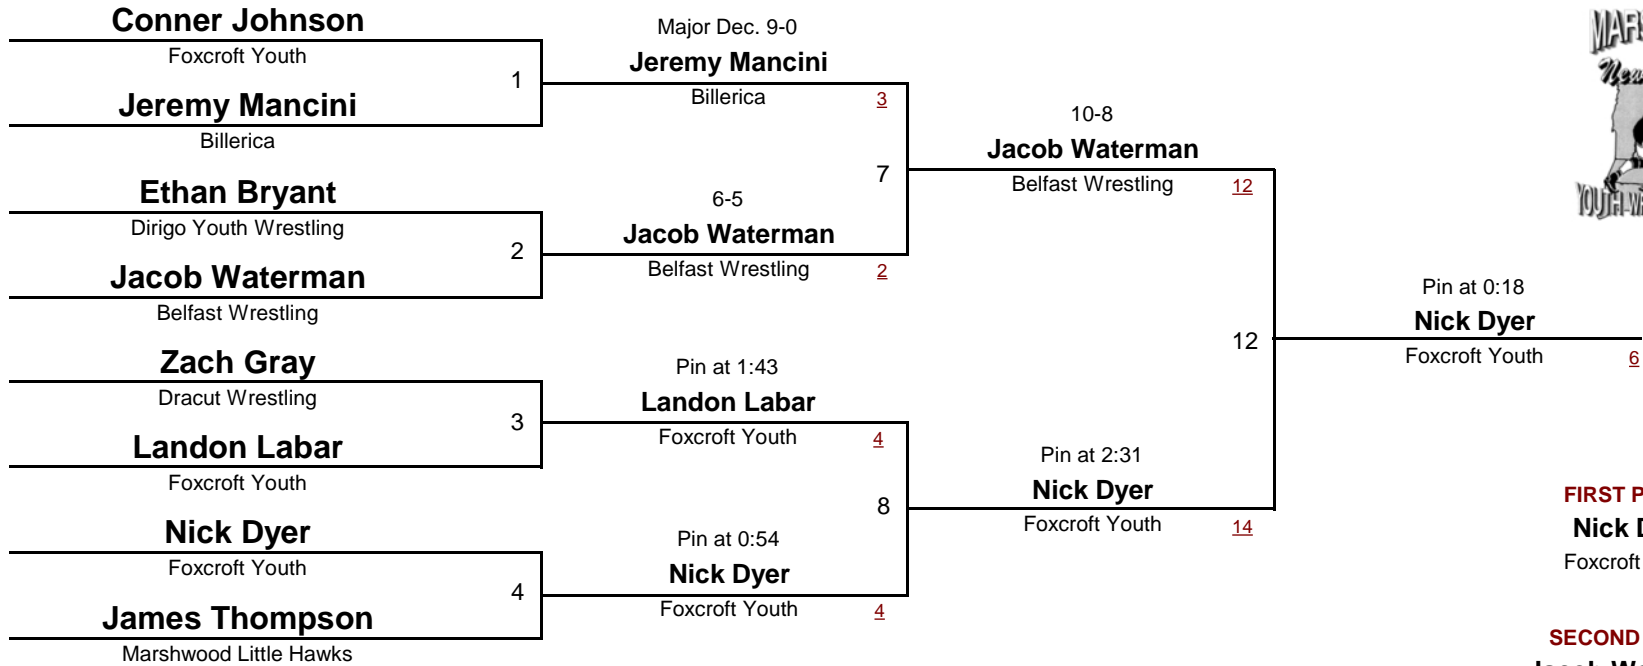 Conner Johnson
Foxcroft Youth
1
Jeremy Mancini
Billerica
Ethan Bryant
Dirigo Youth Wrestling
2
Jacob Waterman
Belfast Wrestling
Zach Gray
Dracut Wrestling
3
Landon Labar
Foxcroft Youth
Nick Dyer
Foxcroft Youth
4
James Thompson
Marshwood Little Hawks
Major Dec. 9-0
Jeremy Mancini
Billerica 3
7
6-5
Jacob Waterman
Belfast Wrestling 2
Pin at 1:43
Landon Labar
Foxcroft Youth 4
8
Pin at 0:54
Nick Dyer
Foxcroft Youth 4
10-8
Jacob Waterman
Belfast Wrestling 12
12
Pin at 2:31
Nick Dyer
Foxcroft Youth 14
Pin at 0:18
Nick Dyer
Foxcroft Youth 6
YOUTH
FIRST
Nick
Foxcroft
SECOND
Jacob